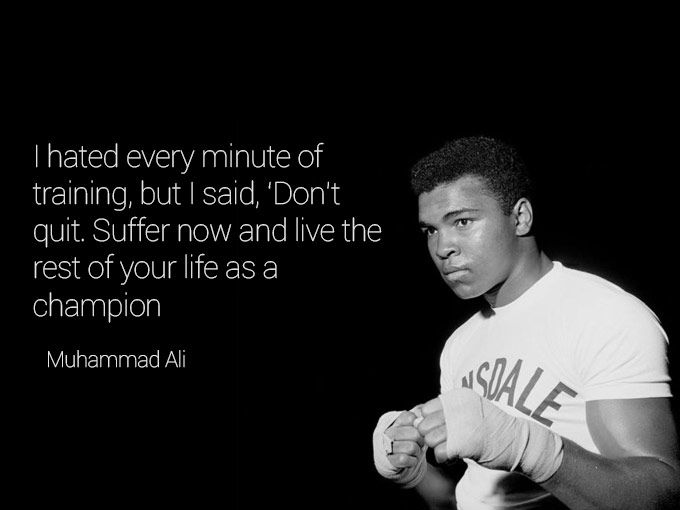 I hated every minute of
training, but I said, ‘Don't
quit. Suffer now and live the
rest of your life as a
champion
Muhammad Ali
SDALE